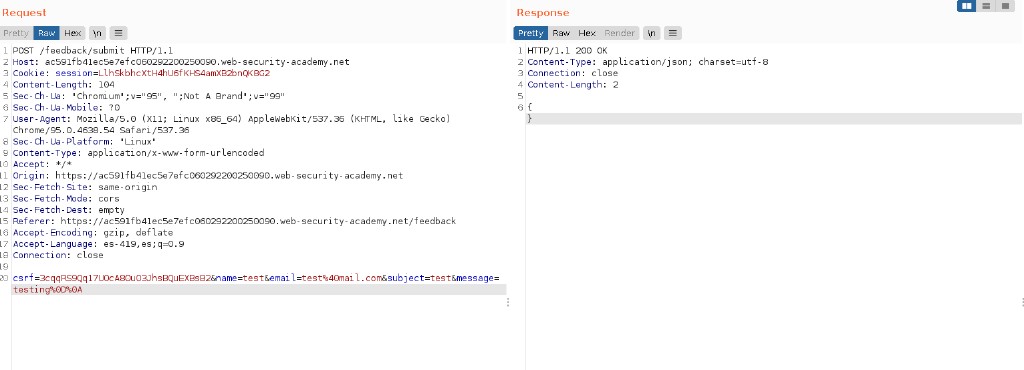 Request
Pretty Raw Hex \n
1 POST /feedback/submit HTTP/1.1
2 Host: ac591fb41ec5e7efc060292200250090.web-security-academy.net
3 Cookie: session=LlhSkbhcXtH4hU6fKHS4amXB2bnQKBG2
4 Content-Length: 104
5 Sec-Ch-Ua: "Chromium";v="95", ";Not A Brand";v="99"
6 Sec-Ch-Ua-Mobile: ?0
7 User-Agent: Mozilla/5.0 (X11; Linux x86_64) AppleWebKit/537.36 (KHTML, like Gecko)
Chrome/95.0.4638.54 Safari/537.36
8 Sec-Ch-Ua-Platform: "Linux"
9 Content-Type: application/x-www-form-urlencoded
10 Accept: */*
11 Origin: https://ac591fb41ec5e7efc060292200250090.web-security-academy.net
12 Sec-Fetch-Site: same-origin
13 Sec-Fetch-Mode: cors
14 Sec-Fetch-Dest: empty
15 Referer: https://ac591fb41ec5e7efc060292200250090.web-security-academy.net/feedback
16 Accept-Encoding: gzip, deflate
17 Accept-Language: es-419,es;q=0.9
18 Connection: close
19
20 csrf=3cqqRS9Qq17UOcA8Du03JhsBQuEXBsB2&name=test&email=test%40mail.com&subject=test&message=
testing%0D%0A
Response
Pretty Raw Hex Render \n
1 HTTP/1.1 200 OK
2 Content-Type: application/json; charset=utf-8
3 Connection: close
4 Content-Length: 2
5
6 {
}